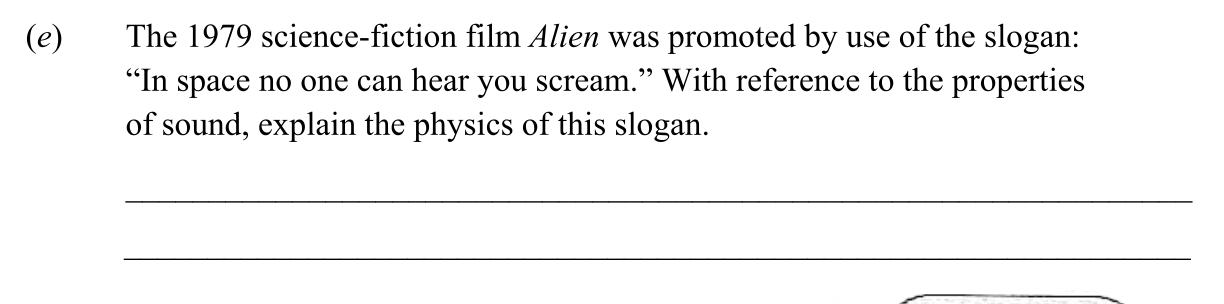 (e) The 1979 science-fiction film Alien was promoted by use of the slogan:
“In space no one can hear you scream.” With reference to the properties
of sound, explain the physics of this slogan.